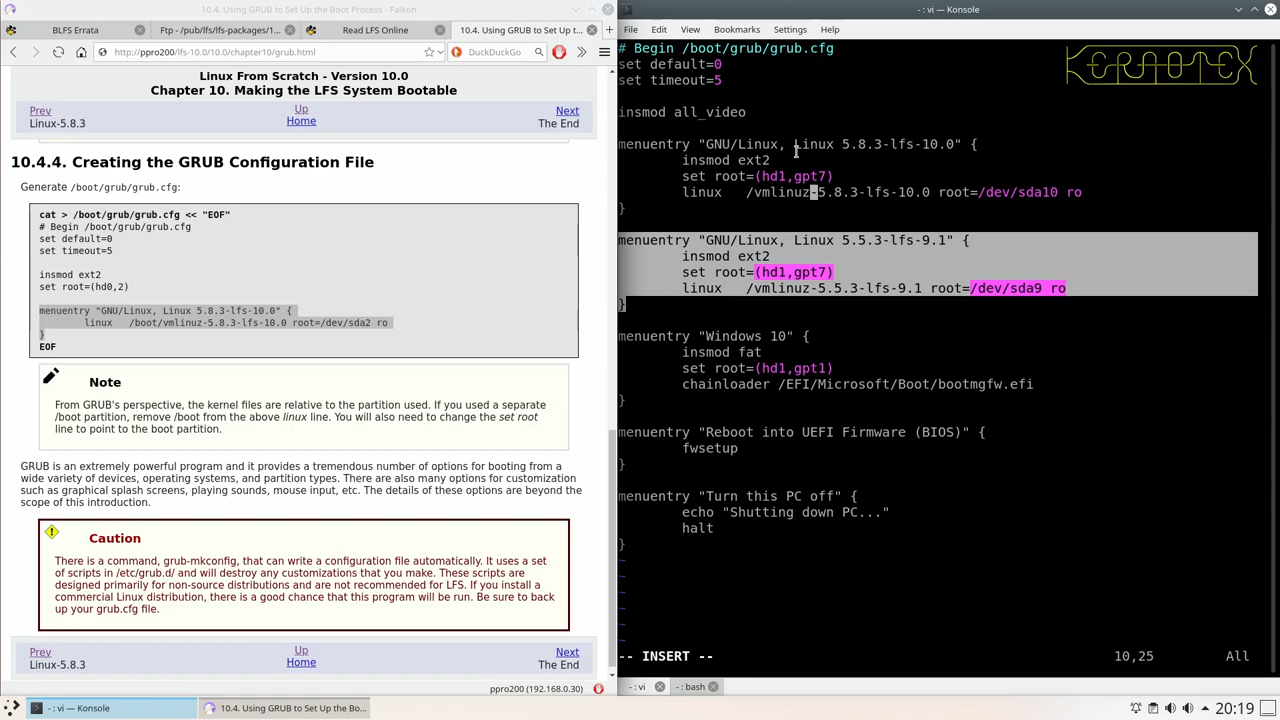 10.4. Using GRUB to Set Up the Boot Process - Falkon
BLFS Errata
Ftp - /pub/lfs/lfs-packages/1...
Read LFS Online
10.4. Using GRUB to Set Up t...
http://ppro200/lfs-10.0/chapter10/grub.html
DuckDuckGo
Linux From Scratch - Version 10.0
Chapter 10. Making the LFS System Bootable
Prev
Up
Next
Linux-5.8.3
Home
The End
10.4.4. Creating the GRUB Configuration File
Generate /boot/grub/grub.cfg:
cat > /boot/grub/grub.cfg << "EOF"
# Begin /boot/grub/grub.cfg
set default=0
set timeout=5
insmod ext2
set root=(hd0,2)
menuentry "GNU/Linux, Linux 5.8.3-lfs-10.0" {
linux   /boot/vmlinuz-5.8.3-lfs-10.0 root=/dev/sda2 ro
}
EOF
Note
From GRUB's perspective, the kernel files are relative to the partition used. If you used a separate
/boot partition, remove /boot from the above linux line. You will also need to change the set root
line to point to the boot partition.
GRUB is an extremely powerful program and it provides a tremendous number of options for booting from a
wide variety of devices, operating systems, and partition types. There are also many options for customization
such as graphical splash screens, playing sounds, mouse input, etc. The details of these options are beyond the
scope of this introduction.
Caution
There is a command, grub-mkconfig, that can write a configuration file automatically. It uses a set
of scripts in /etc/grub.d/ and will destroy any customizations that you make. These scripts are
designed primarily for non-source distributions and are not recommended for LFS. If you install a
commercial Linux distribution, there is a good chance that this program will be run. Be sure to back
up your grub.cfg file.
Prev
Up
Next
Linux-5.8.3
Home
The End
ppro200 (192.168.0.30)
- : vi — Konsole
File Edit View Bookmarks Settings Help
KERNOTEX
# Begin /boot/grub/grub.cfg
set default=0
set timeout=5
insmod all_video
menuentry "GNU/Linux, Linux 5.8.3-lfs-10.0" {
insmod ext2
set root=(hd1,gpt7)
linux   /vmlinuz-5.8.3-lfs-10.0 root=/dev/sda10 ro
}
menuentry "GNU/Linux, Linux 5.5.3-lfs-9.1" {
insmod ext2
set root=(hd1,gpt7)
linux   /vmlinuz-5.5.3-lfs-9.1 root=/dev/sda9 ro
}
menuentry "Windows 10" {
insmod fat
set root=(hd1,gpt1)
chainloader /EFI/Microsoft/Boot/bootmgfw.efi
}
menuentry "Reboot into UEFI Firmware (BIOS)" {
fwsetup
}
menuentry "Turn this PC off" {
echo "Shutting down PC..."
halt
}
~
~
~
~
~
~
-- INSERT --
10,25
All
- : vi
- : bash
- : vi — Konsole
10.4. Using GRUB to Set Up the Bo...
20:19